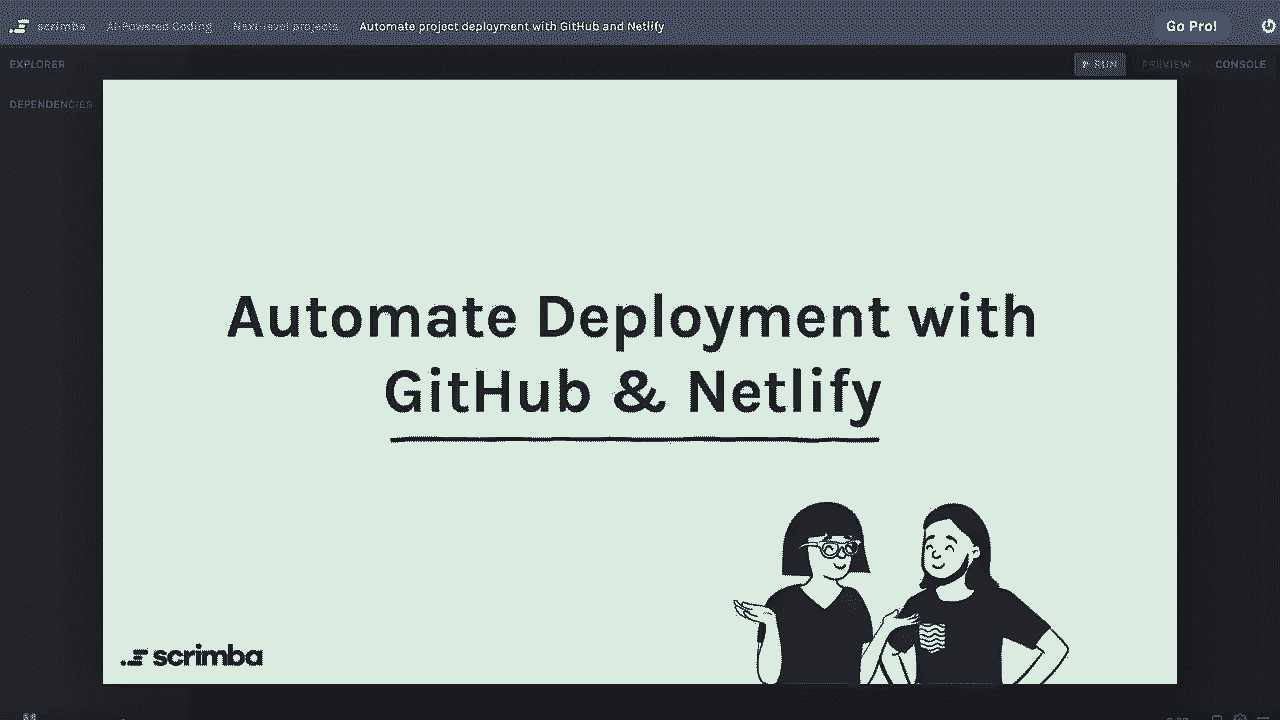 scrimba AI-Powered Coding Next-level projects Automate project deployment with GitHub and Netlify Go Pro!
EXPLORER RUN PREVIEW CONSOLE
DEPENDENCIES
Automate Deployment with
GitHub & Netlify
scrimba